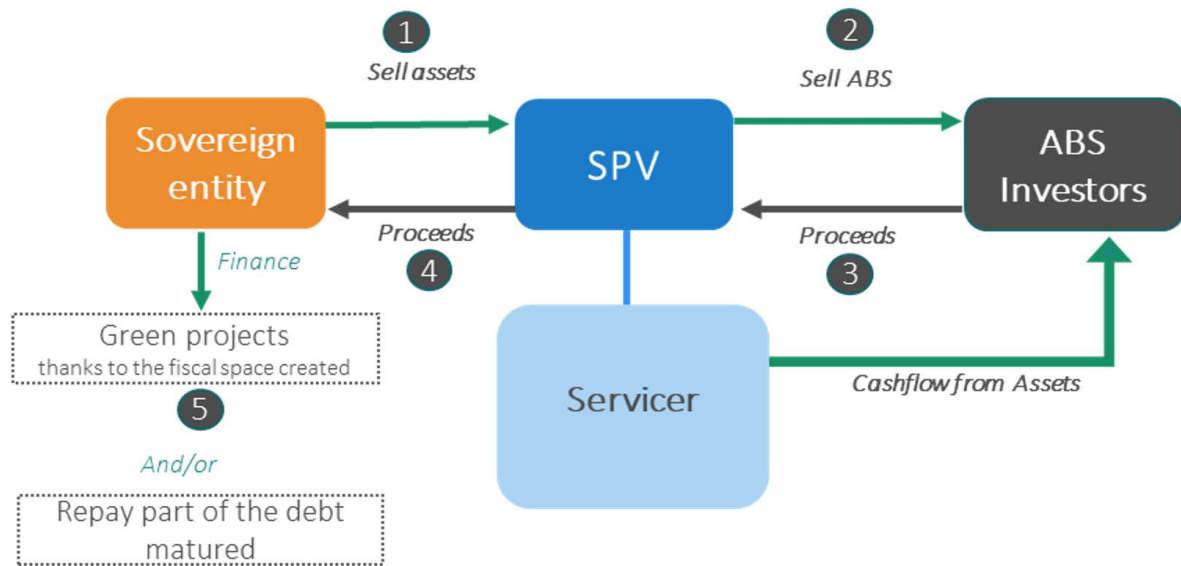 1
Sell assets
2
Sell ABS
Sovereign
entity
SPV
ABS
Investors
Proceeds
4
Proceeds
3
Finance
Green projects
thanks to the fiscal space created
5
And/or
Repay part of the debt
matured
Servicer
Cashflow from Assets